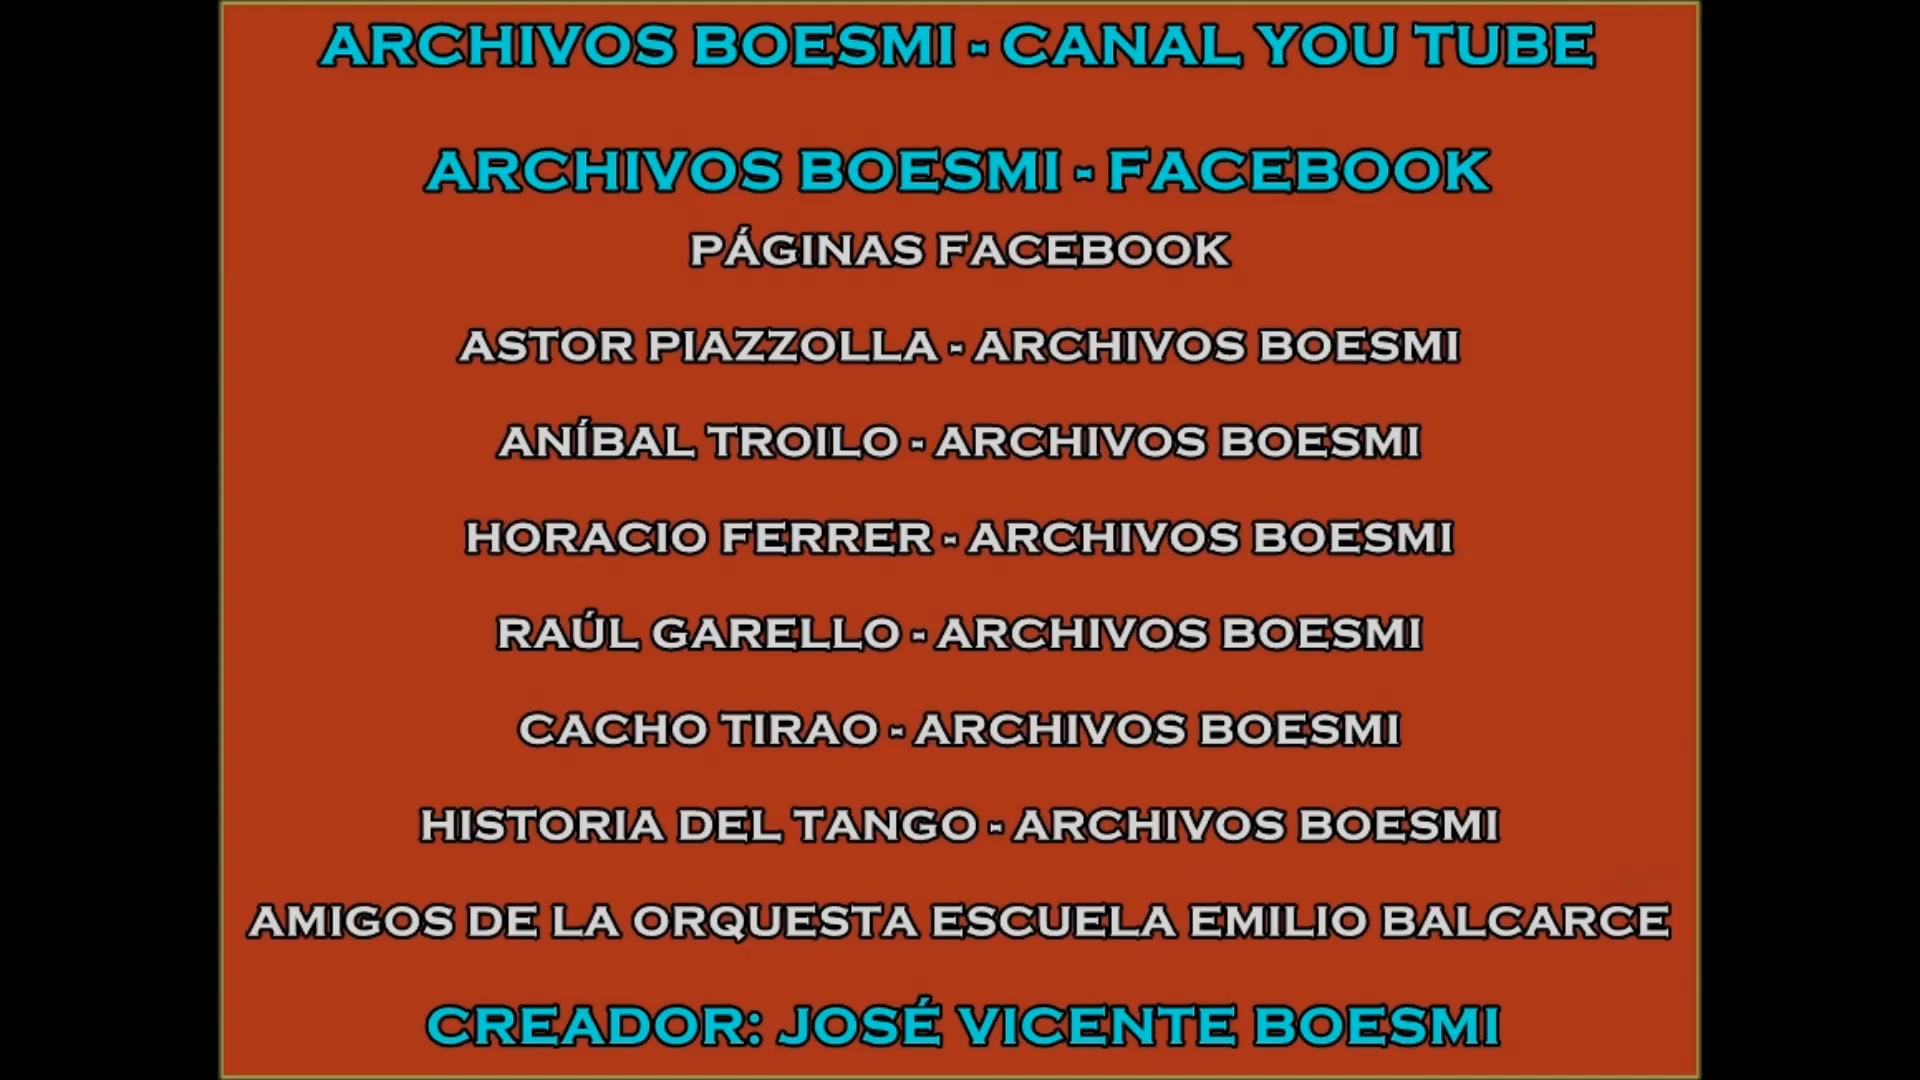 ARCHIVOS BOESMI - CANAL YOU TUBE
ARCHIVOS BOESMI - FACEBOOK
PÁGINAS FACEBOOK
ASTOR PIAZZOLLA - ARCHIVOS BOESMI
ANÍBAL TROILO - ARCHIVOS BOESMI
HORACIO FERRER - ARCHIVOS BOESMI
RAÚL GARELLO - ARCHIVOS BOESMI
CACHO TIRAO - ARCHIVOS BOESMI
HISTORIA DEL TANGO - ARCHIVOS BOESMI
AMIGOS DE LA ORQUESTA ESCUELA EMILIO BALCARCE
CREADOR: JOSÉ VICENTE BOESMI